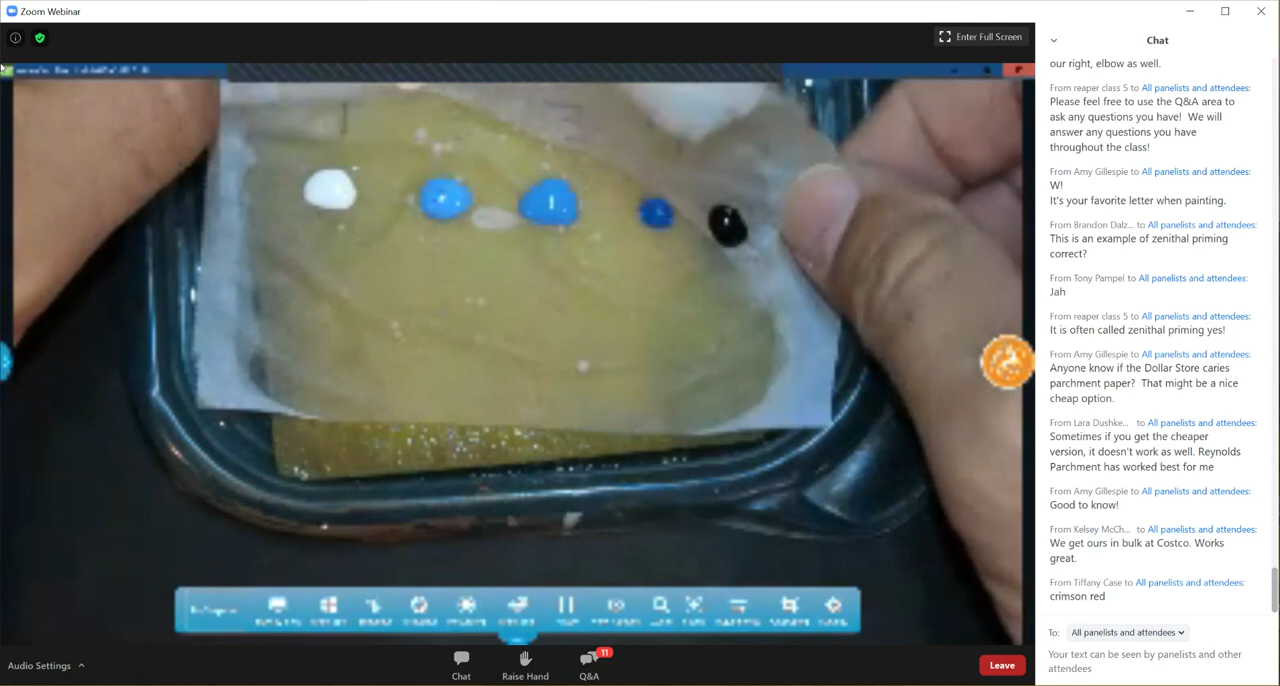 Zoom Webinar
Enter Full Screen
Chat
our right, elbow as well.
From reaper class 5 to All panelists and attendees:
Please feel free to use the Q&A area to
ask any questions you have! We will
answer any questions you have
throughout the class!
From Amy Gillespie to All panelists and attendees:
W!
It's your favorite letter when painting.
From Brandon Dalz... to All panelists and attendees:
This is an example of zenithal priming
correct?
From Tony Pampel to All panelists and attendees:
Jah
From reaper class 5 to All panelists and attendees:
It is often called zenithal priming yes!
From Amy Gillespie to All panelists and attendees:
Anyone know if the Dollar Store caries
parchment paper? That might be a nice
cheap option.
From Lara Dushke... to All panelists and attendees:
Sometimes if you get the cheaper
version, it doesn't work as well. Reynolds
Parchment has worked best for me
From Amy Gillespie to All panelists and attendees:
Good to know!
From Kelsey McCh... to All panelists and attendees:
We get ours in bulk at Costco. Works
great.
From Tiffany Case to All panelists and attendees:
crimson red
To: All panelists and attendees
Your text can be seen by panelists and other
attendees
Audio Settings
Chat
Raise Hand
Q&A
11
Leave